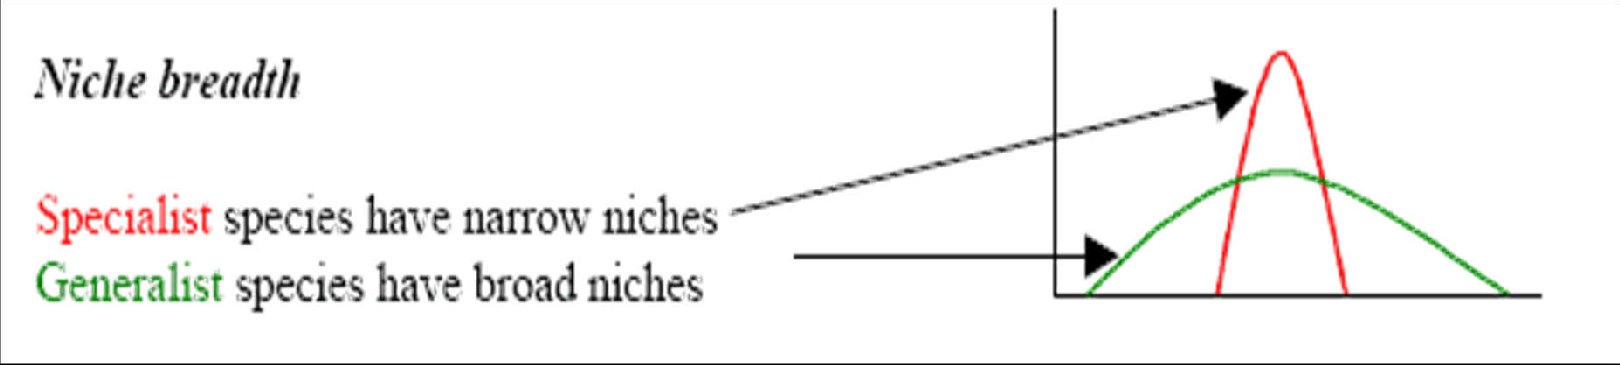 Niche breadth
Specialist species have narrow niches
Generalist species have broad niches